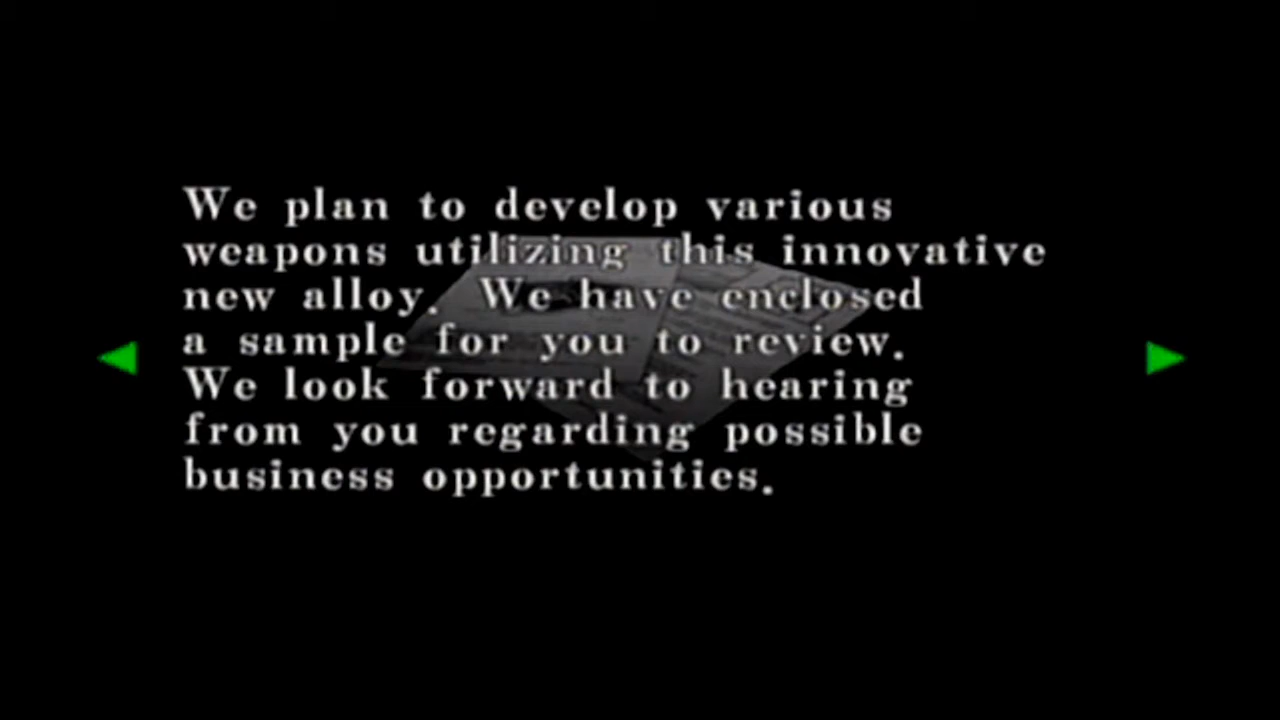 We plan to develop various
weapons utilizing this innovative
new alloy. We have enclosed
a sample for you to review.
We look forward to hearing
from you regarding possible
business opportunities.